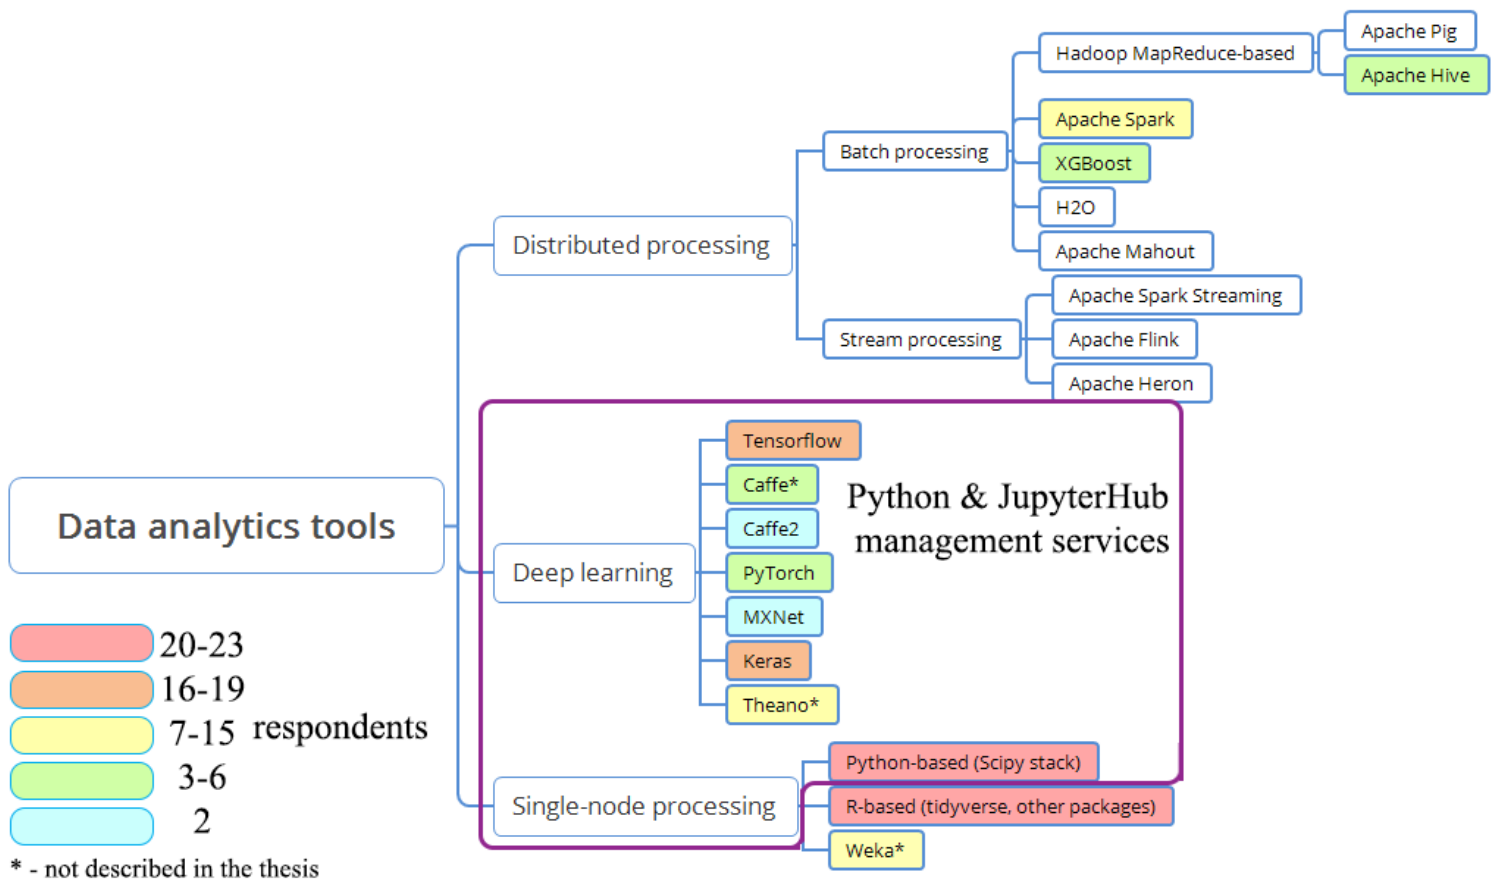 Data analytics tools
Distributed processing
Batch processing
Hadoop MapReduce-based
Apache Pig
Apache Hive
Apache Spark
XGBoost
H2O
Apache Mahout
Stream processing
Apache Spark Streaming
Apache Flink
Apache Heron
Deep learning
Tensorflow
Caffe*
Caffe2
PyTorch
MXNet
Keras
Theano*
Python & JupyterHub
management services
Single-node processing
Python-based (Scipy stack)
R-based (tidyverse, other packages)
Weka*
20-23
16-19
7-15 respondents
3-6
2
* - not described in the thesis